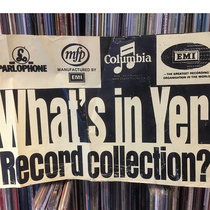 PARLOPHONE
mfp
MANUFACTURED BY
EMI
Columbia
EMI
THE GREATEST RECORDING
ORGANISATION IN THE WORLD
What's in Yer
Record collection?